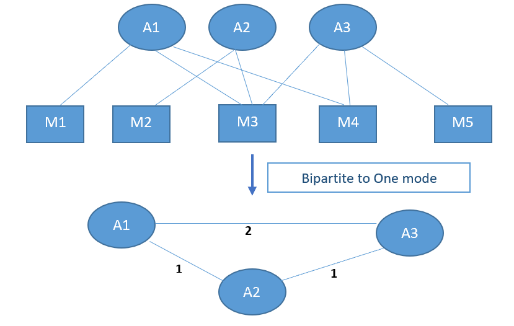 A1 A2 A3
M1 M2 M3 M4 M5
Bipartite to One mode
A1 A3
2
1 1
A2